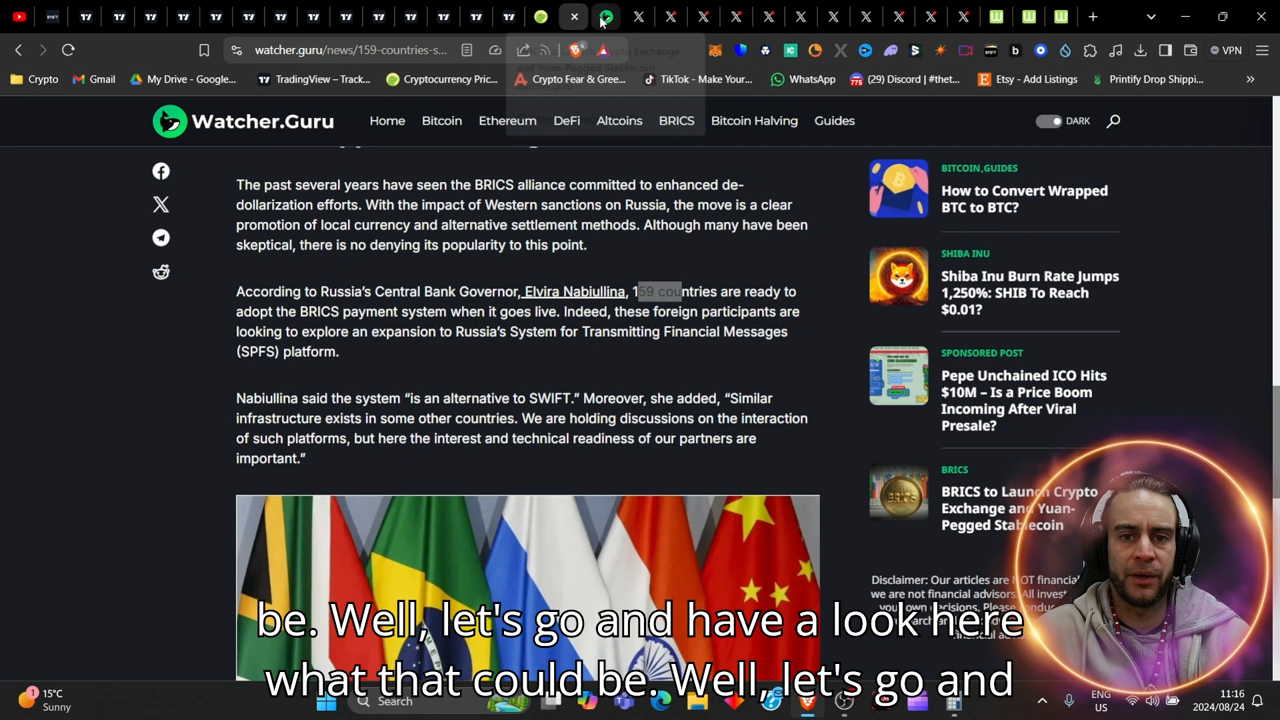 watcher.guru/news/159-countries-s...
VPN
Crypto
Gmail
My Drive - Google...
TradingView – Track...
Cryptocurrency Pric...
Crypto Fear & Gree...
TikTok - Make Your...
WhatsApp
(29) Discord | #thet...
Etsy - Add Listings
Printify Drop Shippi...
Watcher.Guru
Home
Bitcoin
Ethereum
DeFi
Altcoins
BRICS
Bitcoin Halving
Guides
DARK
The past several years have seen the BRICS alliance committed to enhanced de-
dollarization efforts. With the impact of Western sanctions on Russia, the move is a clear
promotion of local currency and alternative settlement methods. Although many have been
skeptical, there is no denying its popularity to this point.
According to Russia's Central Bank Governor, Elvira Nabiullina, 159 countries are ready to
adopt the BRICS payment system when it goes live. Indeed, these foreign participants are
looking to explore an expansion to Russia's System for Transmitting Financial Messages
(SPFS) platform.
Nabiullina said the system “is an alternative to SWIFT.” Moreover, she added, “Similar
infrastructure exists in some other countries. We are holding discussions on the interaction
of such platforms, but here the interest and technical readiness of our partners are
important.”
BITCOIN,GUIDES
How to Convert Wrapped
BTC to BTC?
SHIBA INU
Shiba Inu Burn Rate Jumps
1,250%: SHIB To Reach
$0.01?
SPONSORED POST
Pepe Unchained ICO Hits
$10M – Is a Price Boom
Incoming After Viral
Presale?
BRICS
BRICS to Launch Crypto
Exchange and Yuan-
Pegged Stablecoin
Disclaimer: Our articles are NOT financial
we are not financial advisors. All invest
decisions. Please
be. Well, let's go and have a look here
what that could be. Well, let's go and
15°C
Sunny
Search
ENG
US
11:16
2024/08/24